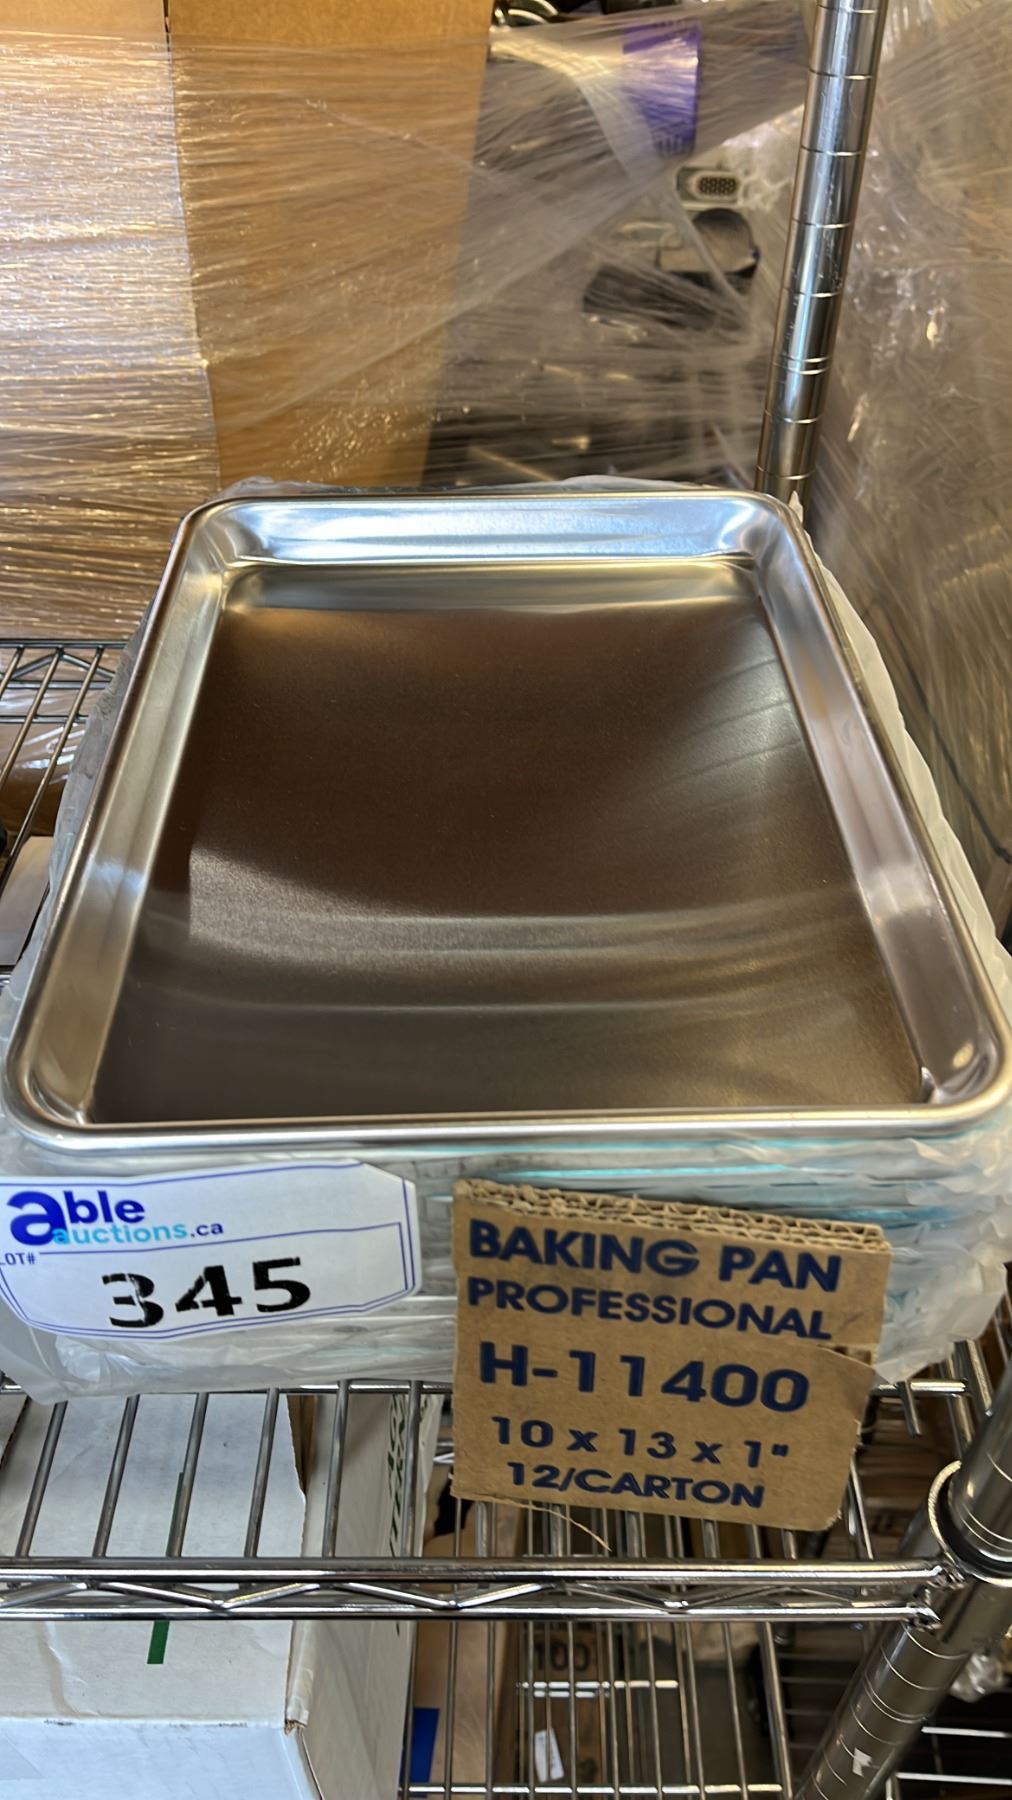 able
auctions.ca
LOT#
345
BAKING PAN
PROFESSIONAL
H-11400
10 x 13 x 1"
12/CARTON